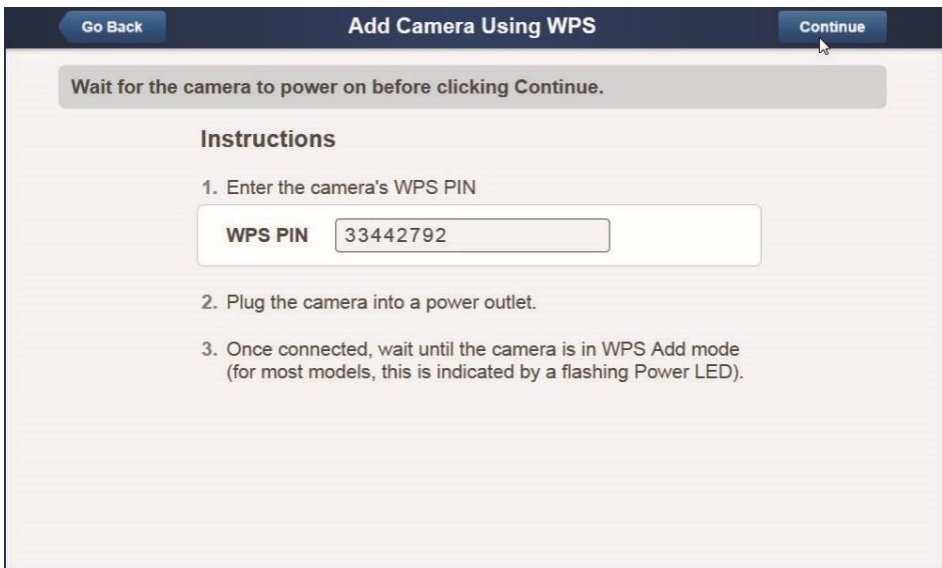 Go Back
Add Camera Using WPS
Continue
Wait for the camera to power on before clicking Continue.
Instructions
1. Enter the camera's WPS PIN
WPS PIN 33442792
2. Plug the camera into a power outlet.
3. Once connected, wait until the camera is in WPS Add mode
(for most models, this is indicated by a flashing Power LED).